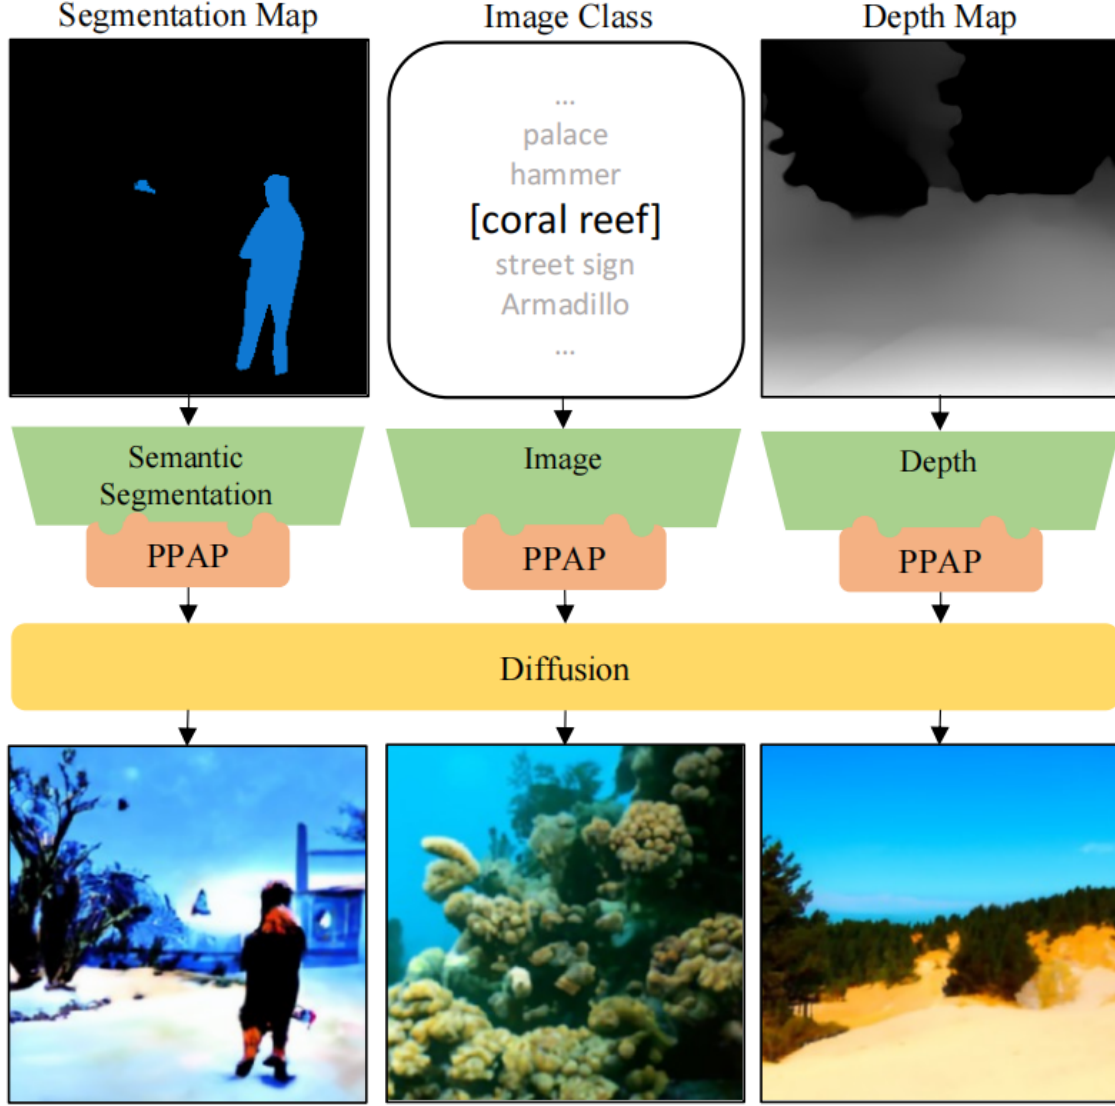 Segmentation Map
Image Class
Depth Map
...
palace
hammer
[coral reef]
street sign
Armadillo
...
Semantic
Segmentation
Image
Depth
PPAP
PPAP
PPAP
Diffusion